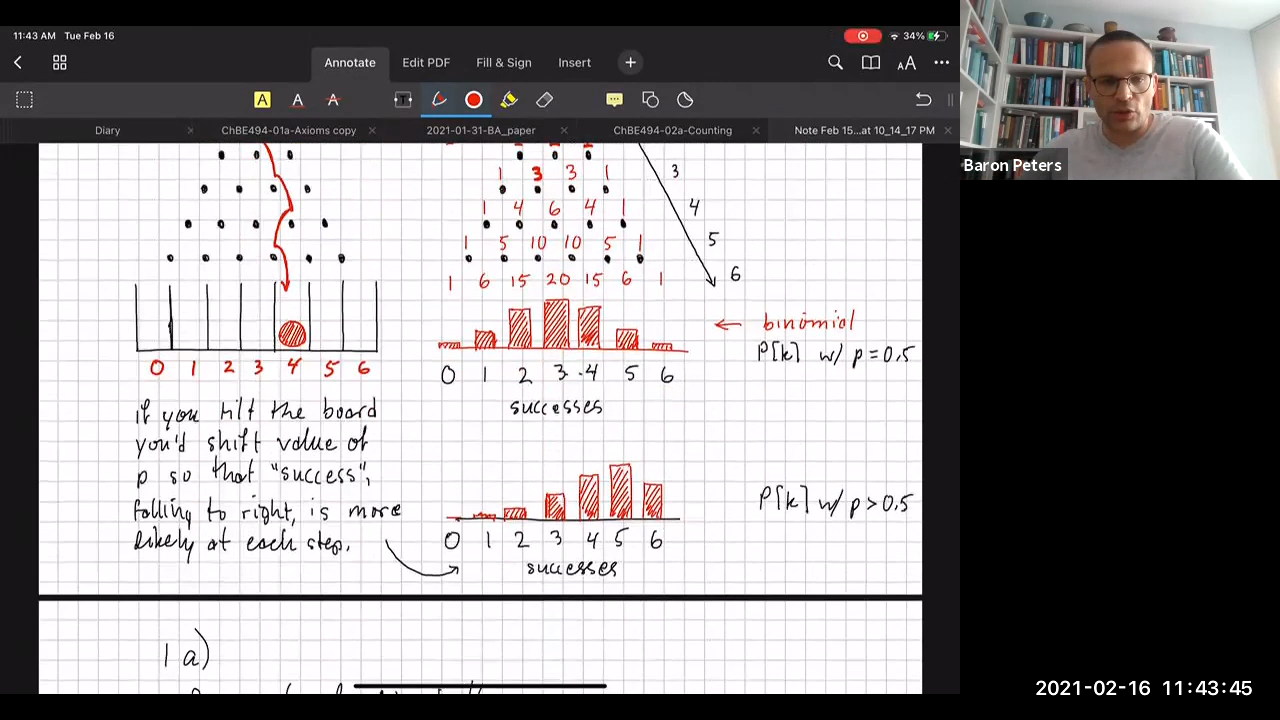 11:43 AM Tue Feb 16
34%
Annotate
Edit PDF
Fill & Sign
Insert
AA
A
A
A
T
Diary
ChBE494-01a-Axioms copy
2021-01-31-BA_paper
ChBE494-02a-Counting
Note Feb 15...at 10_14_17 PM
Baron Peters
1 3 3 1
3
1 4 6 4 1
4
1 5 10 10 5 1
5
1 6 15 20 15 6 1
6
← binomial
P[k] w/ p = 0.5
0 1 2 3 4 5 6
0 1 2 3 4 5 6
successes
if you tilt the board
you'd shift value of
p so that "success",
falling to right, is more
likely at each step.
P[k] w/ p > 0.5
0 1 2 3 4 5 6
successes
1 a)
2021-02-16 11:43:45